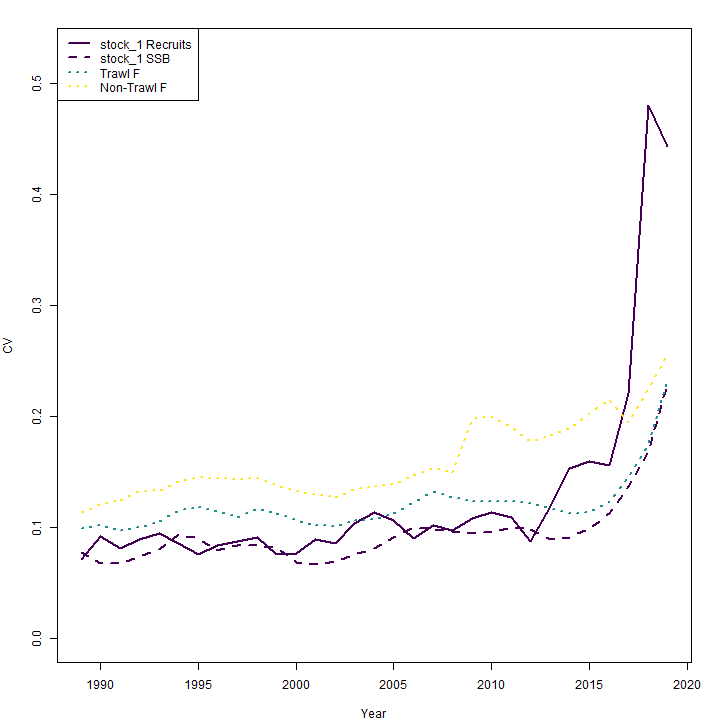 stock_1 Recruits
stock_1 SSB
Trawl F
Non-Trawl F
0.5
0.4
0.3
0.2
0.1
0.0
CV
1990 1995 2000 2005 2010 2015 2020
Year